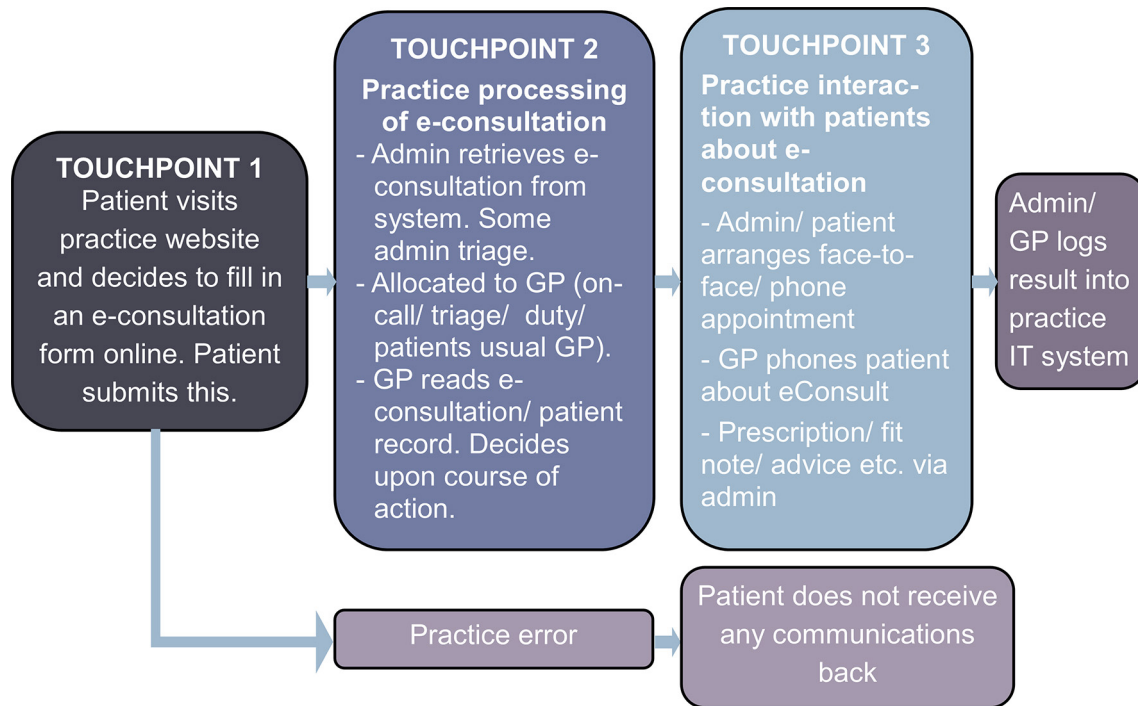 TOUCHPOINT 1
Patient visits
practice website
and decides to fill in
an e-consultation
form online. Patient
submits this.
TOUCHPOINT 2
Practice processing
of e-consultation
- Admin retrieves e-
consultation from
system. Some
admin triage.
- Allocated to GP (on-
call/ triage/ duty/
patients usual GP).
- GP reads e-
consultation/ patient
record. Decides
upon course of
action.
TOUCHPOINT 3
Practice interac-
tion with patients
about e-
consultation
- Admin/ patient
arranges face-to-
face/ phone
appointment
- GP phones patient
about eConsult
- Prescription/ fit
note/ advice etc. via
admin
Admin/
GP logs
result into
practice
IT system
Practice error
Patient does not receive
any communications
back